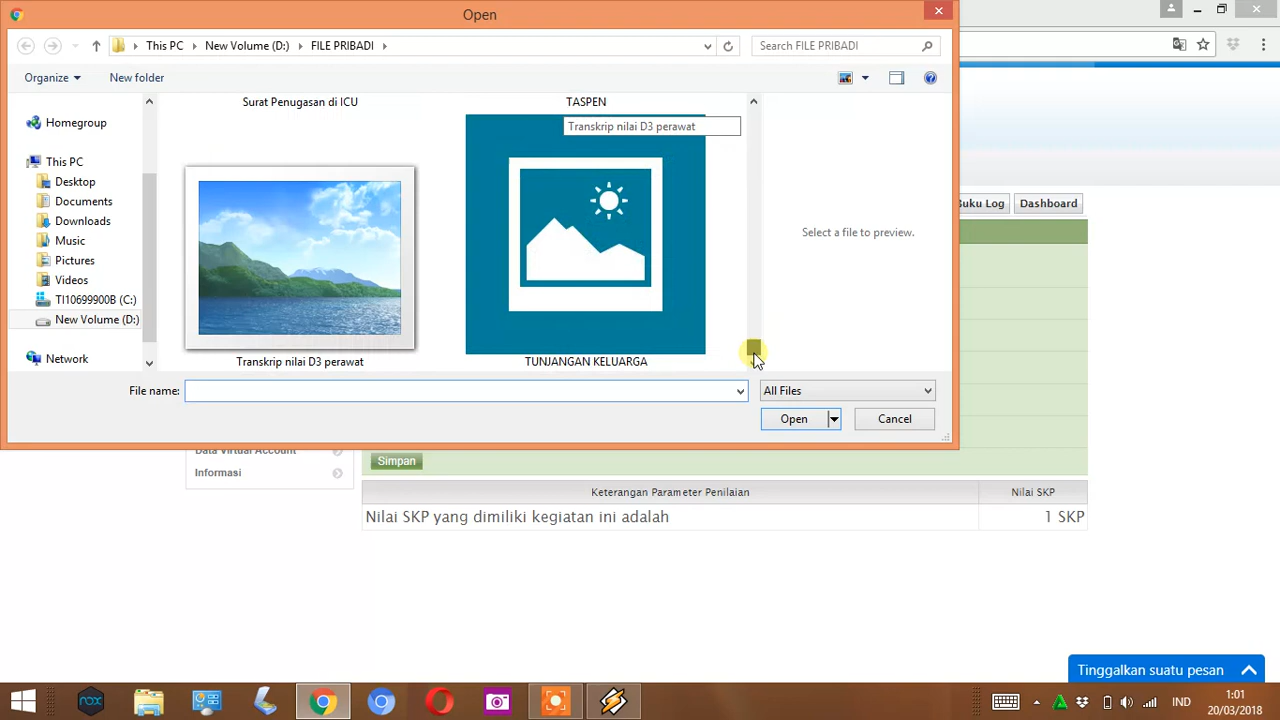 Open
This PC
New Volume (D:)
FILE PRIBADI
Search FILE PRIBADI
Organize
New folder
Surat Penugasan di ICU
TASPEN
Transkrip nilai D3 perawat
Homegroup
This PC
Desktop
Documents
Downloads
Music
Pictures
Videos
TI10699900B (C:)
New Volume (D:)
Network
Select a file to preview.
Transkrip nilai D3 perawat
TUNJANGAN KELUARGA
File name:
All Files
Open
Cancel
Buku Log
Dashboard
Data Virtual Account
Informasi
Simpan
Keterangan Parameter Penilaian
Nilai SKP
Nilai SKP yang dimiliki kegiatan ini adalah
1 SKP
Tinggalkan suatu pesan
nox
IND
1:01
20/03/2018